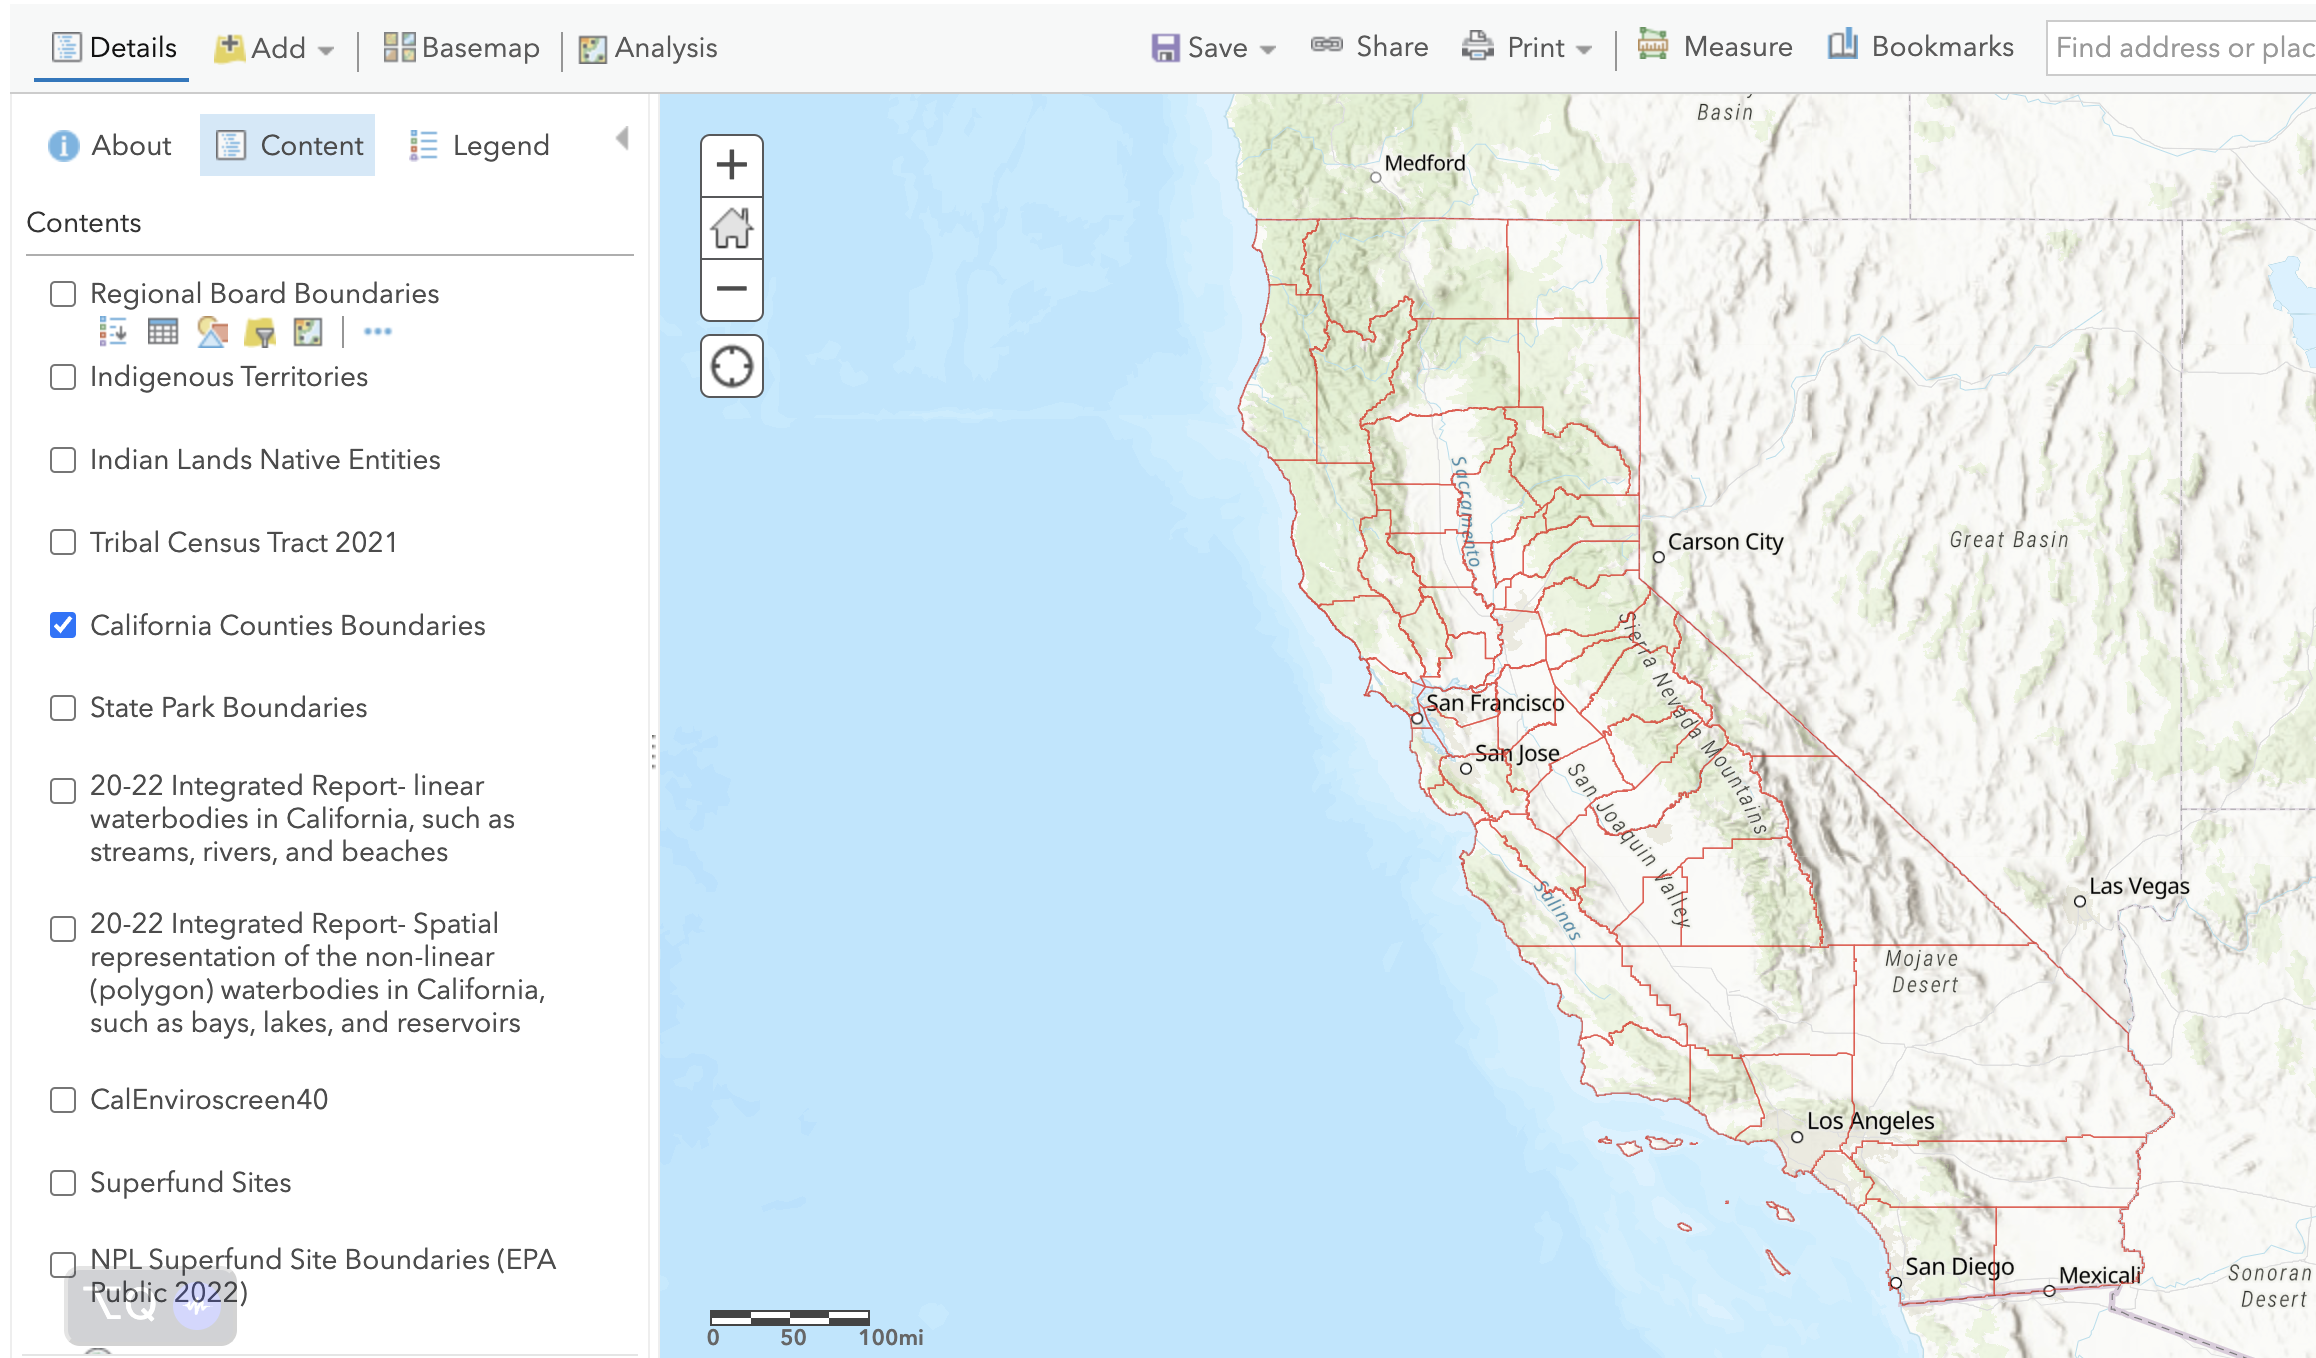 Details
Add
Basemap
Analysis
Save
Share
Print
Measure
Bookmarks
Find address or plac
About
Content
Legend
Contents
Regional Board Boundaries
Indigenous Territories
Indian Lands Native Entities
Tribal Census Tract 2021
California Counties Boundaries
State Park Boundaries
20-22 Integrated Report- linear
waterbodies in California, such as
streams, rivers, and beaches
20-22 Integrated Report- Spatial
representation of the non-linear
(polygon) waterbodies in California,
such as bays, lakes, and reservoirs
CalEnviroscreen40
Superfund Sites
NPL Superfund Site Boundaries (EPA
Public 2022)
⌥Q
Basin
Medford
Sacramento
Carson City
Great Basin
Sierra Nevada Mountains
San Francisco
San Jose
San Joaquin Valley
Salinas
Las Vegas
Mojave
Desert
Los Angeles
San Diego
Mexicali
Sonoran
Desert
0 50 100mi